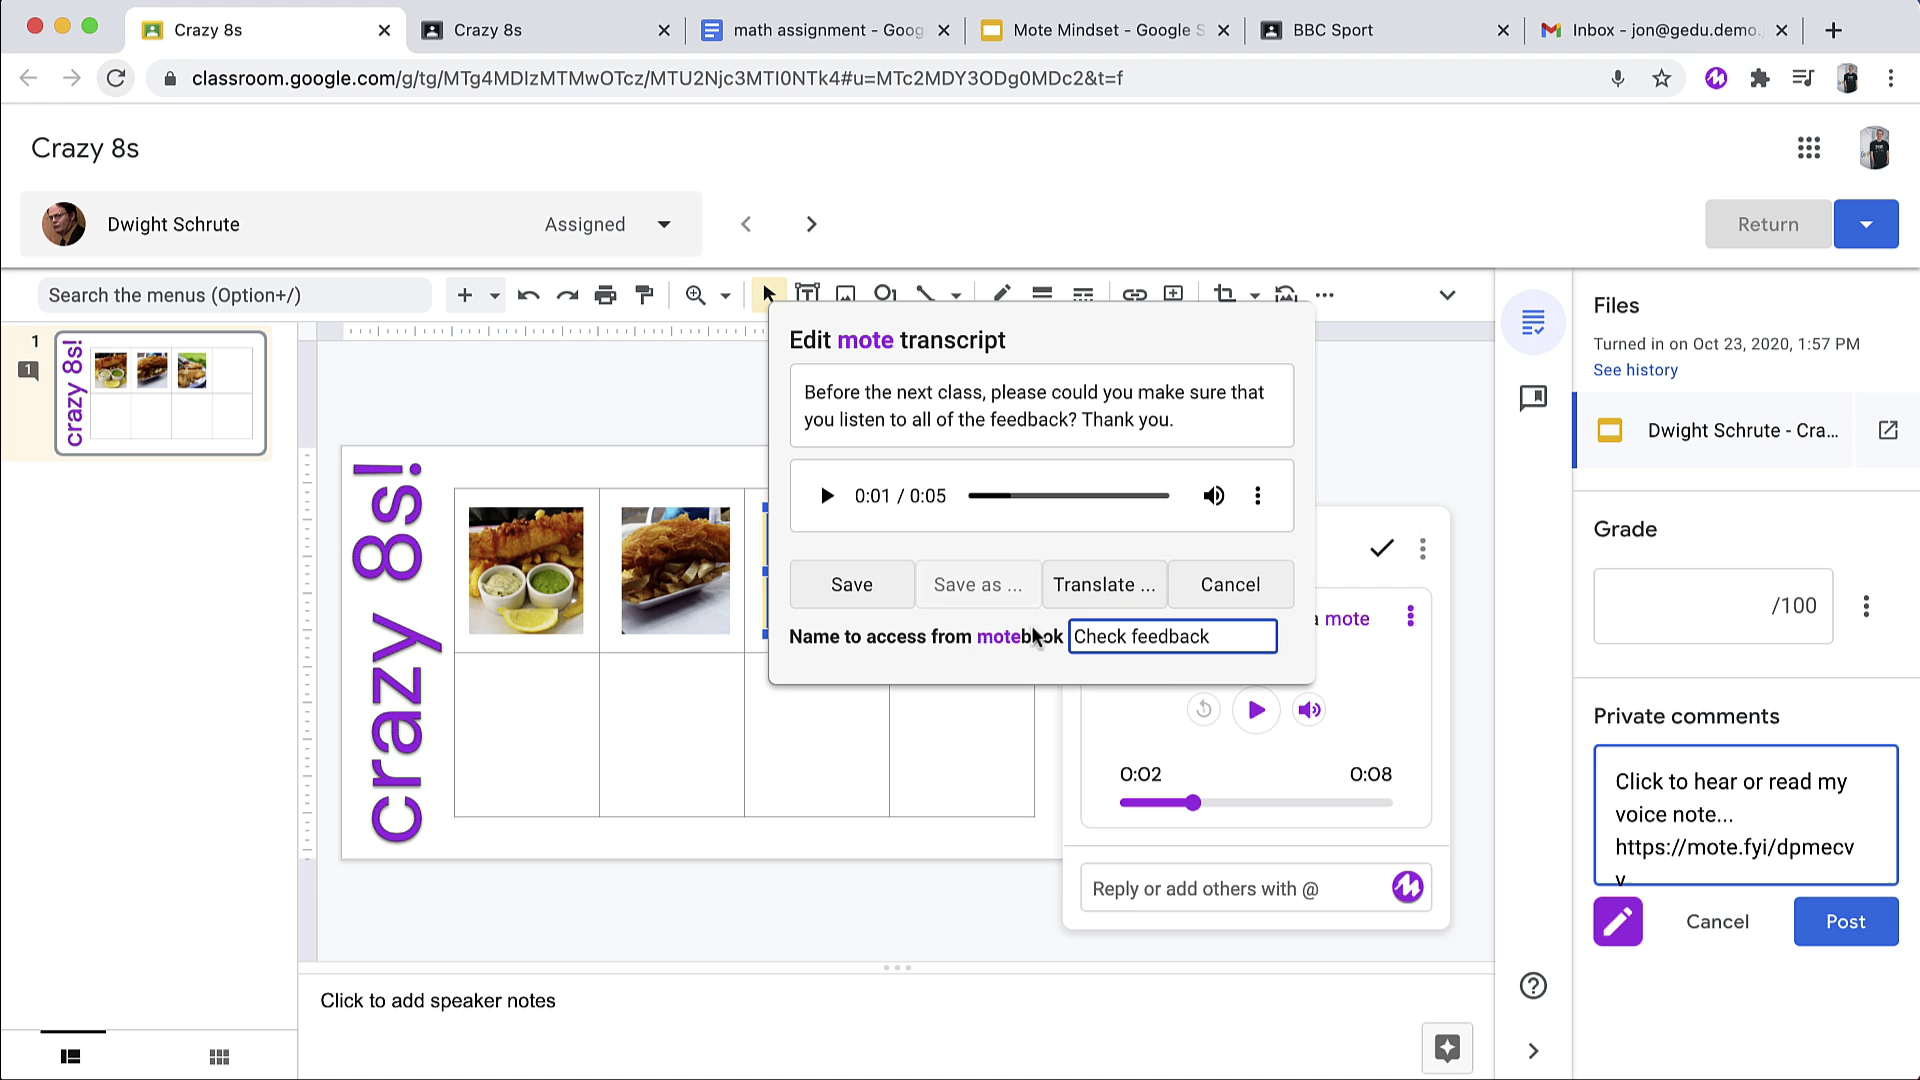 Crazy 8s
Crazy 8s
math assignment - Goog
Mote Mindset - Google S
BBC Sport
Inbox - jon@gedu.demo.
classroom.google.com/g/tg/MTg4MDIzMTMwOTcz/MTU2Njc3MTI0NTk4#u=MTc2MDY3ODg0MDc2&t=f
Crazy 8s
Dwight Schrute
Assigned
Return
Search the menus (Option+/)
1
1
crazy 8s!
crazy 8s!
Edit mote transcript
Before the next class, please could you make sure that
you listen to all of the feedback? Thank you.
0:01 / 0:05
Save
Save as ...
Translate ...
Cancel
Name to access from motebook
Check feedback
a mote
0:02
0:08
Reply or add others with @
Click to add speaker notes
Files
Turned in on Oct 23, 2020, 1:57 PM
See history
Dwight Schrute - Cra...
Grade
/100
Private comments
Click to hear or read my
voice note...
https://mote.fyi/dpmecv
v
Cancel
Post